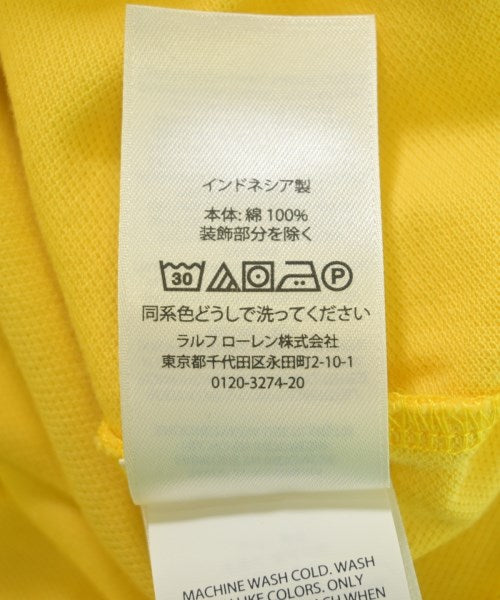 インドネシア製
本体: 綿 100%
装飾部分を除く
30 P
同系色どうしで洗ってください
ラルフ ローレン株式会社
東京都千代田区永田町2-10-1
0120-3274-20
MACHINE WASH COLD. WASH
LIKE COLORS. ONLY
WHEN